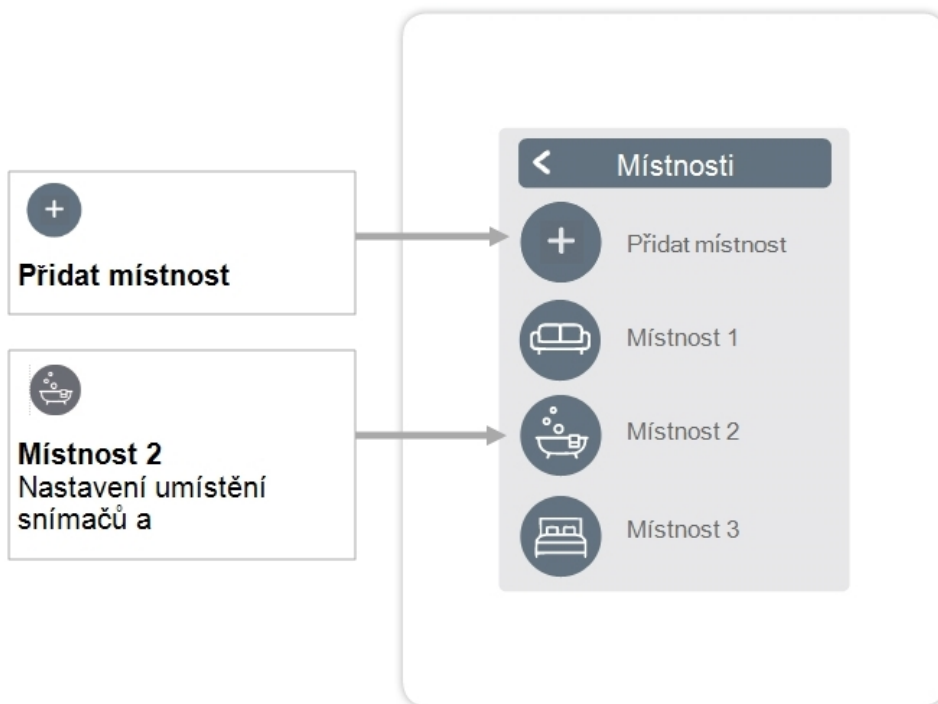 Přidat místnost
Místnost 2
Nastavení umístění
snímačů a
Místnosti
Přidat místnost
Místnost 1
Místnost 2
Místnost 3